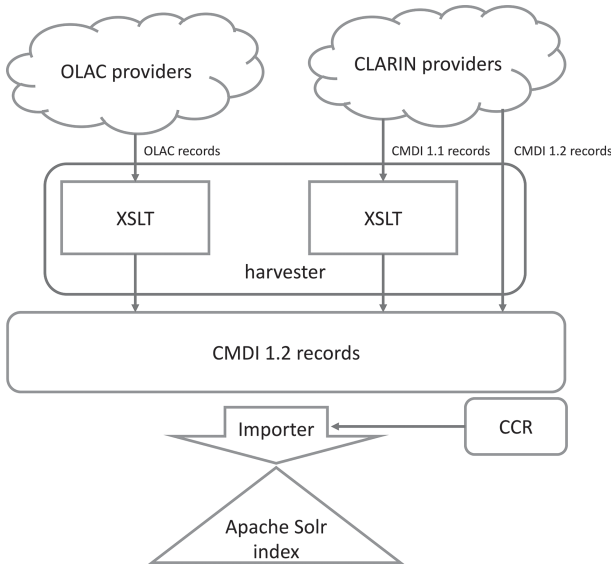 OLAC providers
CLARIN providers
OLAC records
CMDI 1.1 records
CMDI 1.2 records
XSLT
XSLT
harvester
CMDI 1.2 records
Importer
CCR
Apache Solr
index